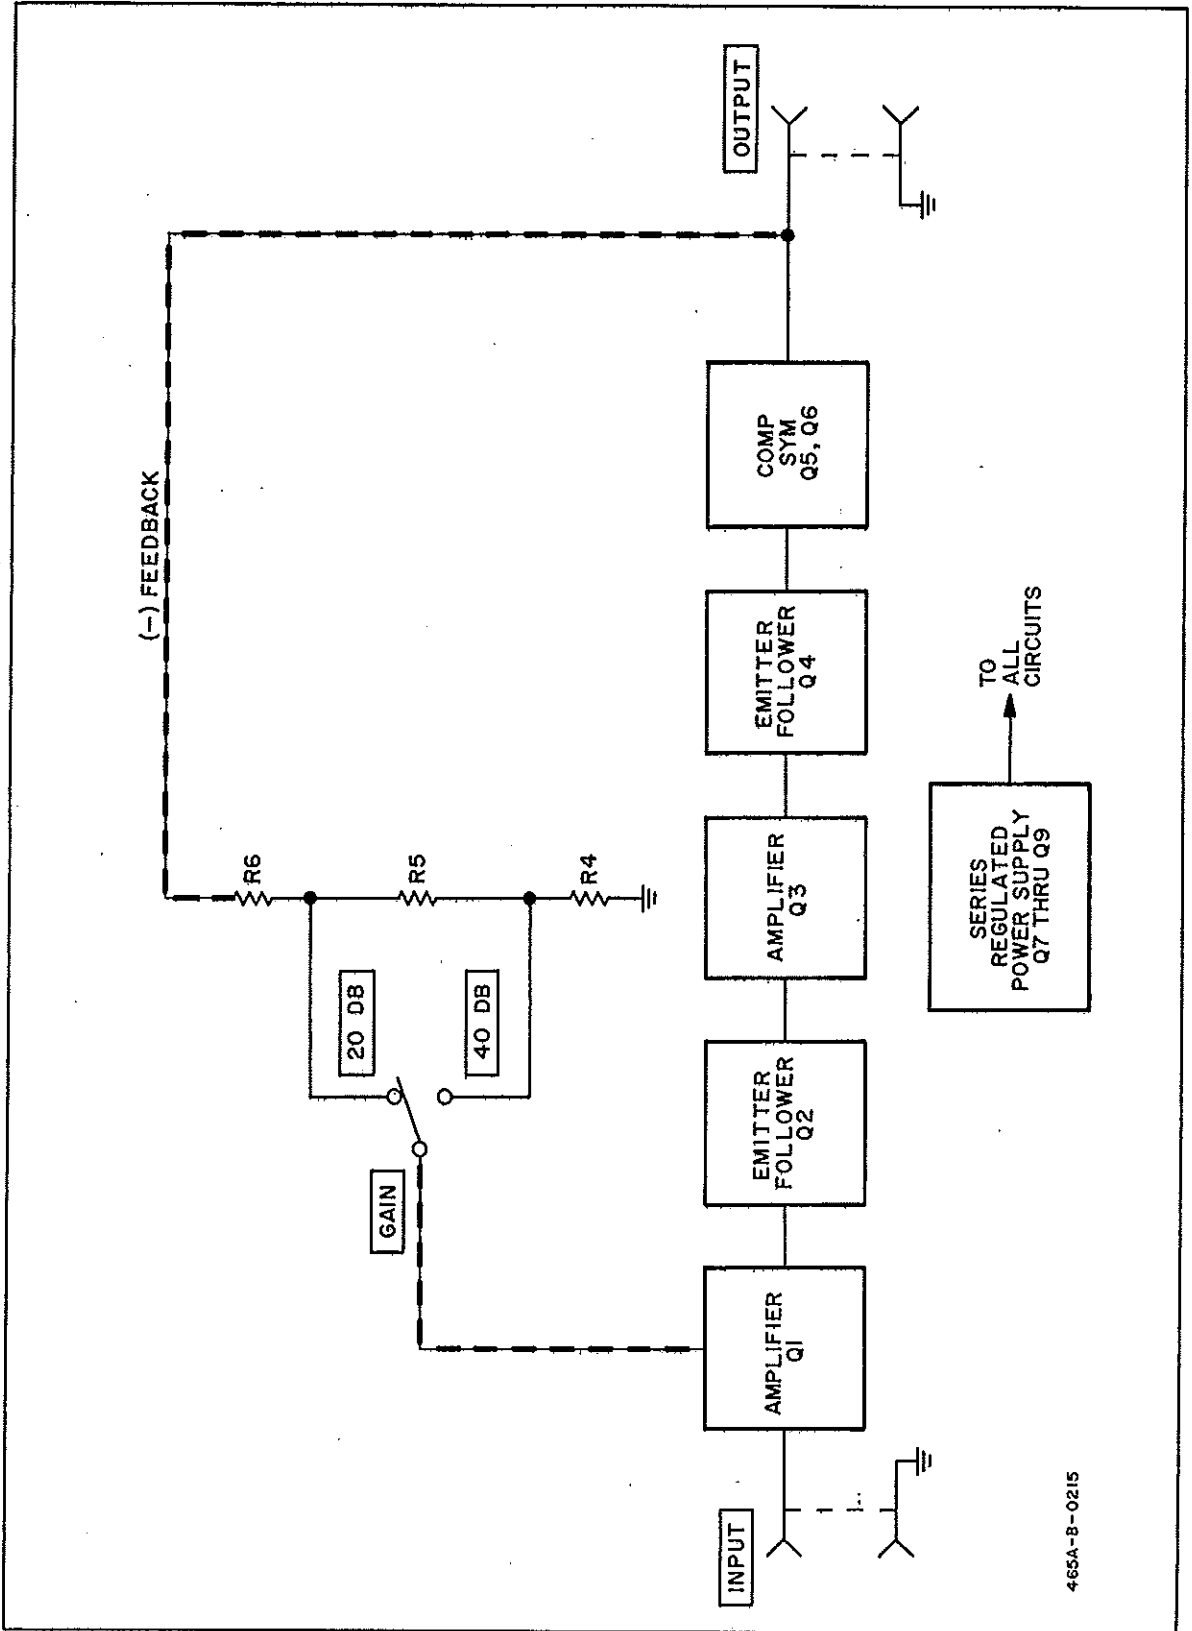 (—) FEEDBACK
R6
R5
R4
20 DB
40 DB
GAIN
INPUT
AMPLIFIER
Q1
EMITTER
FOLLOWER
Q2
AMPLIFIER
Q3
EMITTER
FOLLOWER
Q4
COMP
SYM
Q5, Q6
OUTPUT
SERIES
REGULATED
POWER SUPPLY
Q7 THRU Q9
TO
ALL
CIRCUITS
465A-B-0215